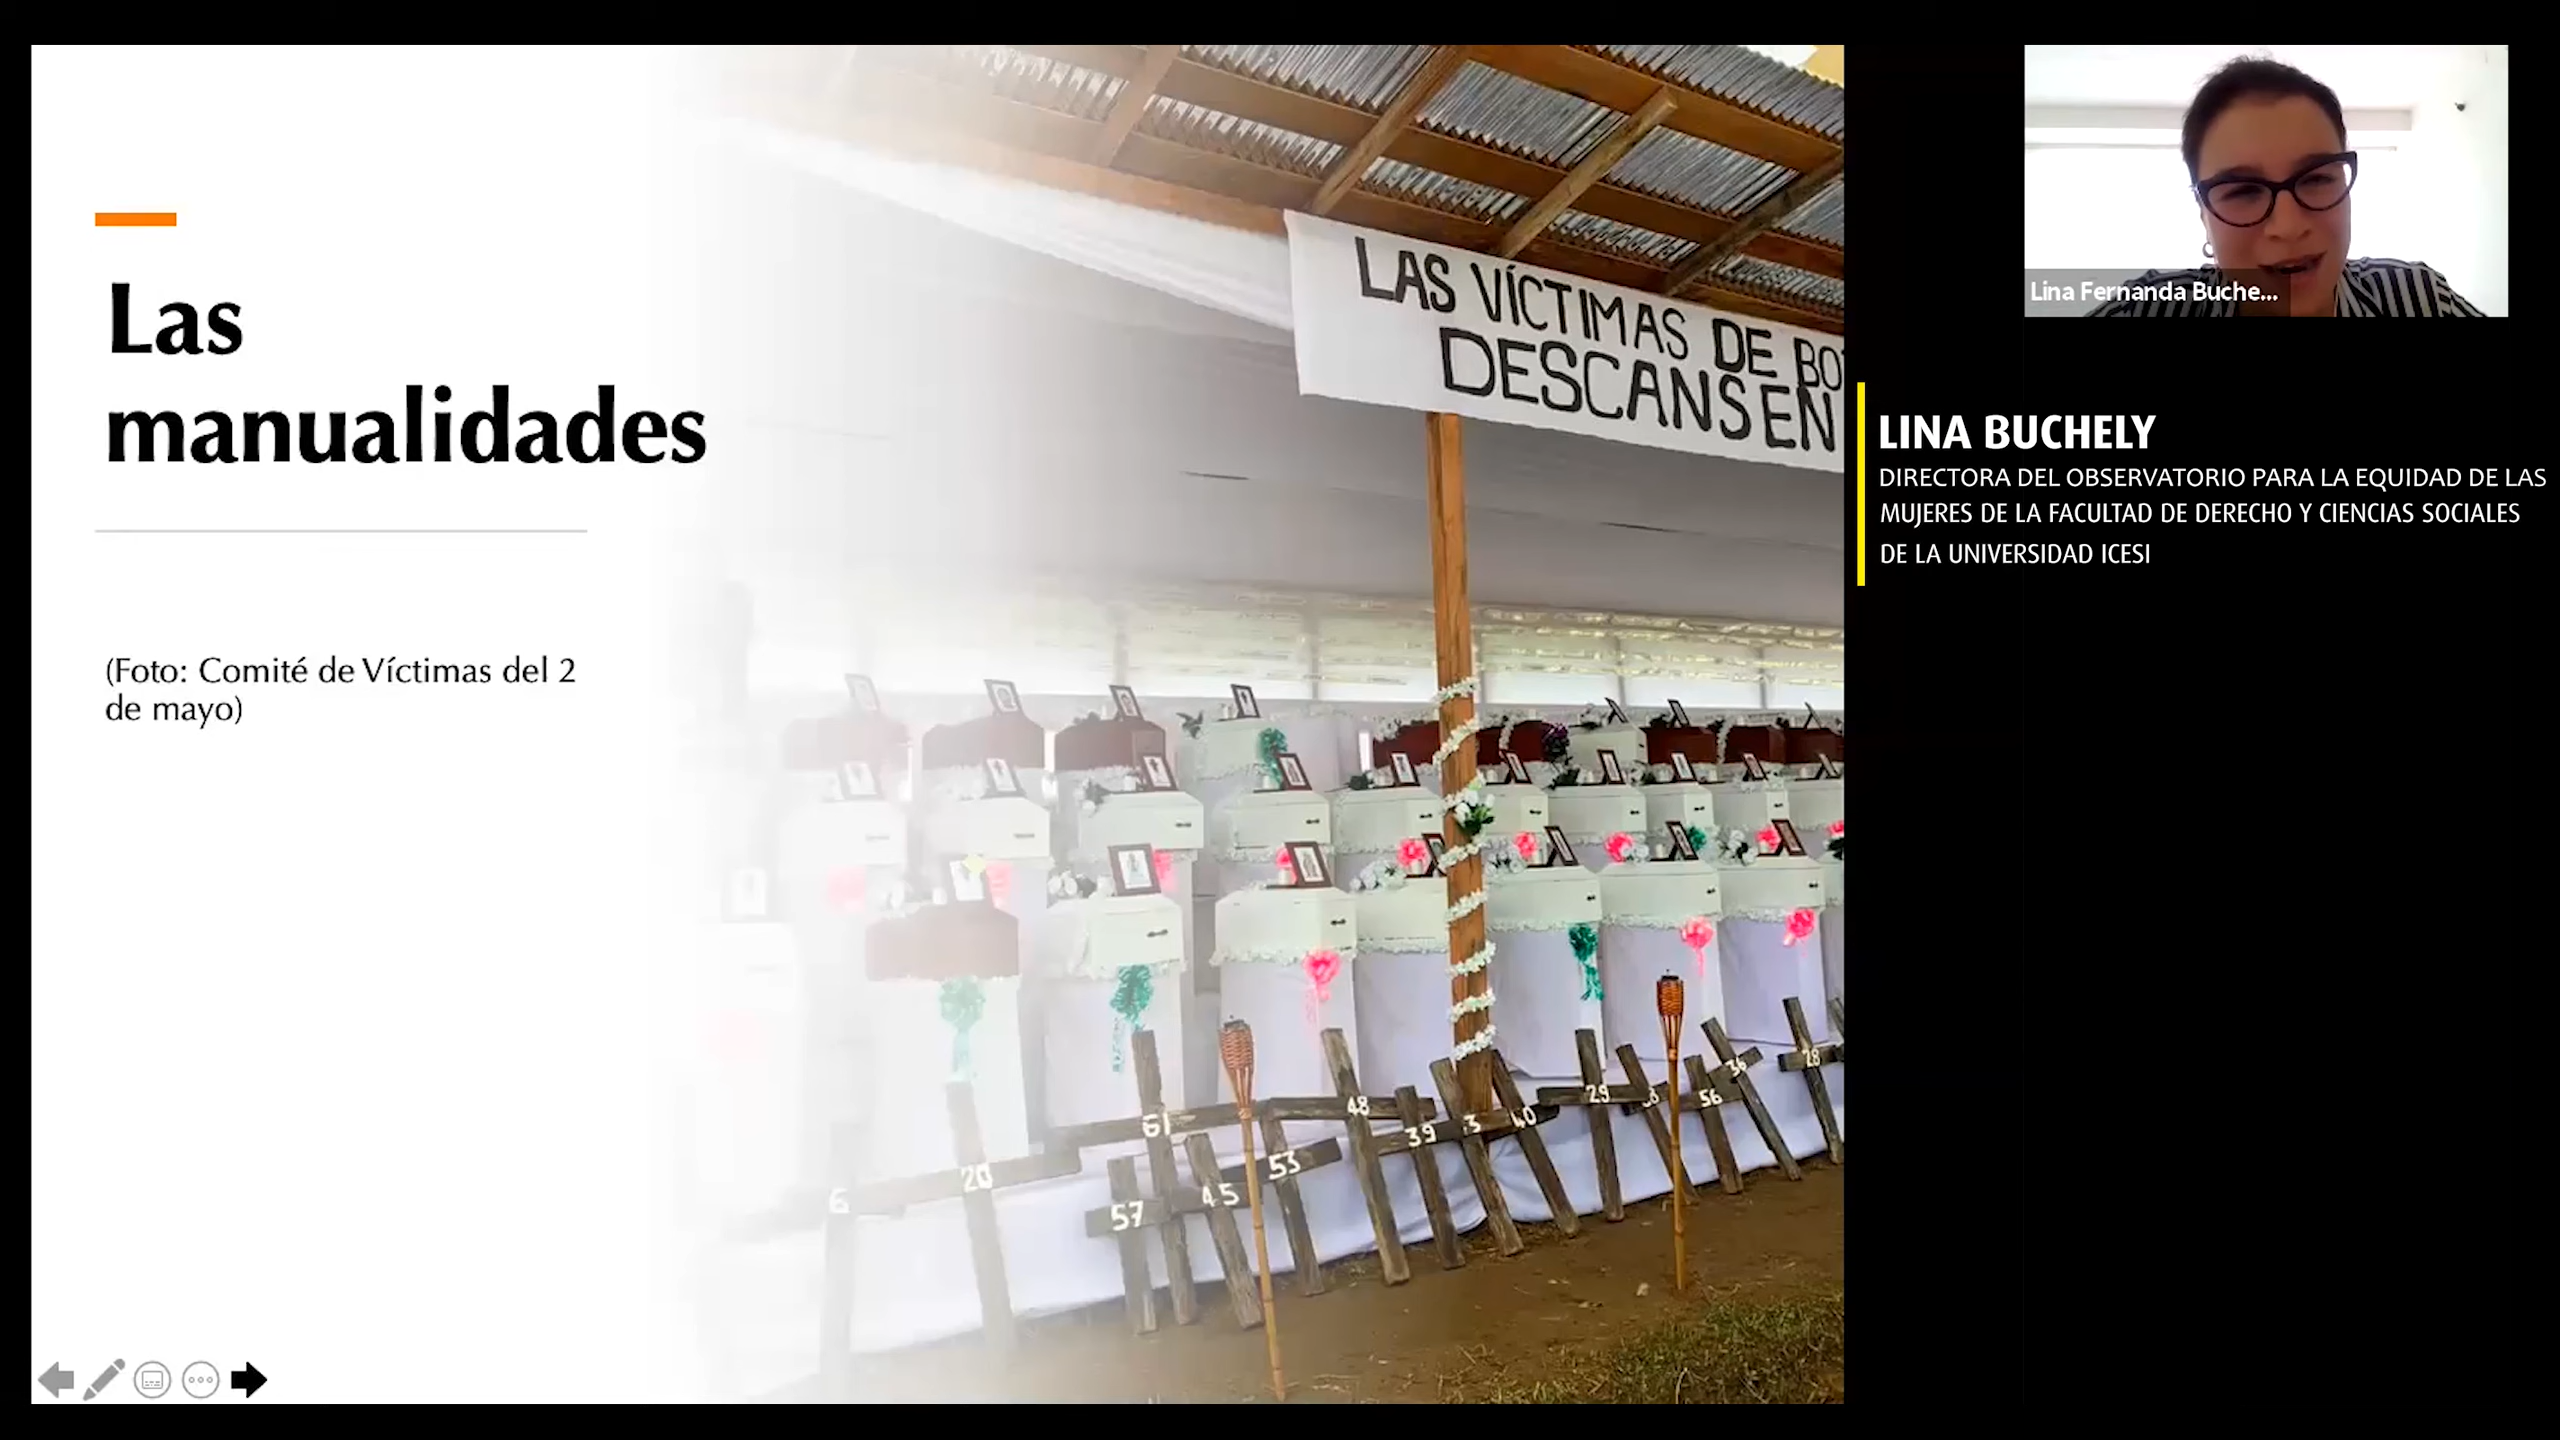 Las
manualidades
(Foto: Comité de Víctimas del 2
de mayo)
LAS VÍCTIMAS DE
DESCANSEN
6
20
61
57
45
53
48
39
40
29
56
36
28
Lina Fernanda Buche...
LINA BUCHELY
DIRECTORA DEL OBSERVATORIO PARA LA EQUIDAD DE LAS
MUJERES DE LA FACULTAD DE DERECHO Y CIENCIAS SOCIALES
DE LA UNIVERSIDAD ICESI